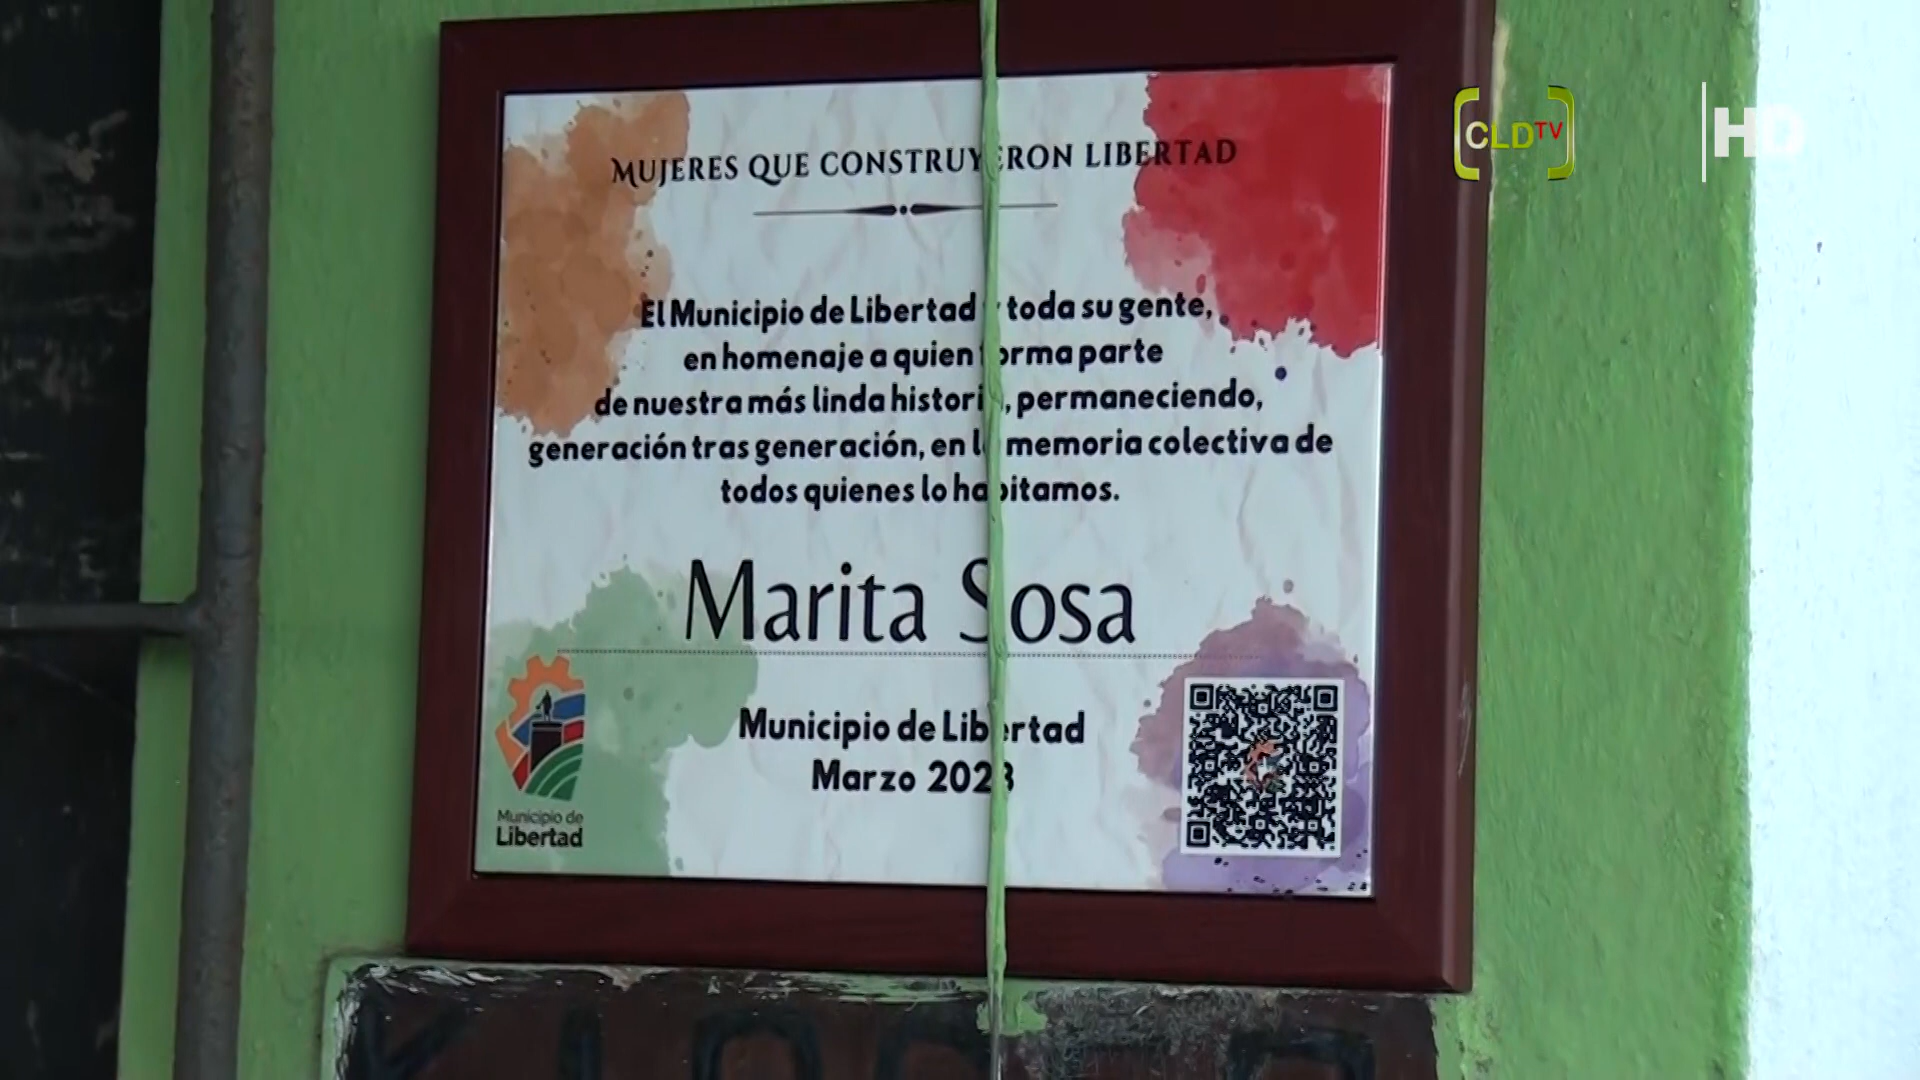 CLDTV
HD
MUJERES QUE CONSTRUYERON LIBERTAD
El Municipio de Libertad y toda su gente,
en homenaje a quien forma parte
de nuestra más linda historia, permaneciendo,
generación tras generación, en la memoria colectiva de
todos quienes lo habitamos.
Marita Sosa
Municipio de Libertad
Marzo 2023
Municipio de
Libertad